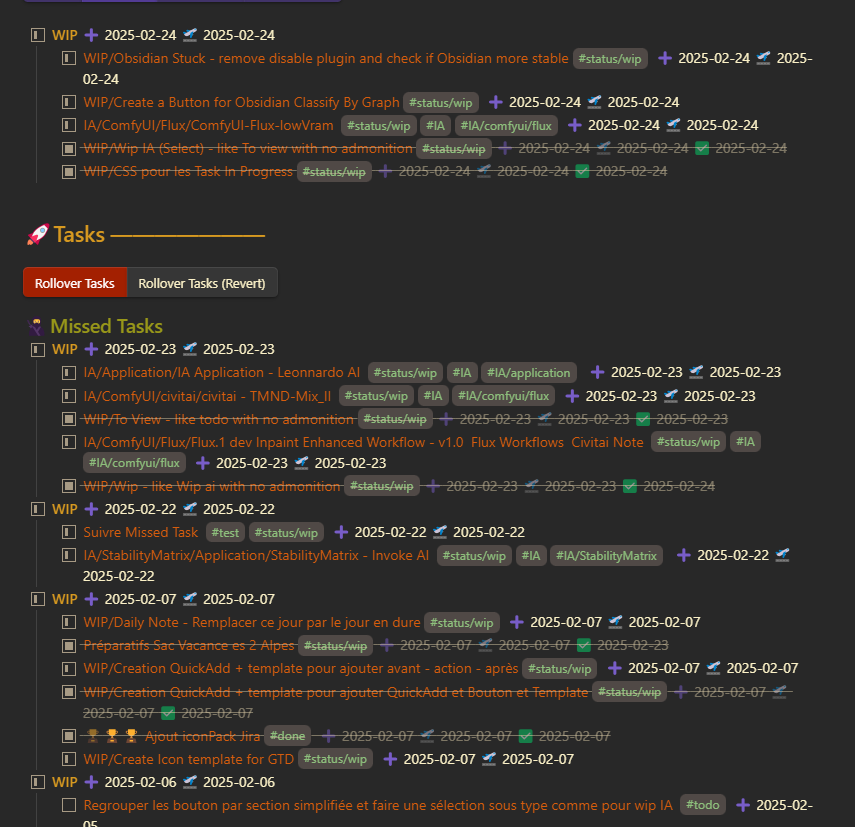 WIP ➕ 2025-02-24 🛫 2025-02-24
WIP/Obsidian Stuck - remove disable plugin and check if Obsidian more stable #status/wip ➕ 2025-02-24 🛫 2025-
02-24
WIP/Create a Button for Obsidian Classify By Graph #status/wip ➕ 2025-02-24 🛫 2025-02-24
IA/ComfyUI/Flux/ComfyUI-Flux-lowVram #status/wip #IA #IA/comfyui/flux ➕ 2025-02-24 🛫 2025-02-24
WIP/Wip IA (Select) - like To view with no admonition #status/wip ➕ 2025-02-24 🛫 2025-02-24 ✅ 2025-02-24
WIP/CSS pour les Task In Progress #status/wip ➕ 2025-02-24 🛫 2025-02-24 ✅ 2025-02-24
🚀 Tasks ———————
Rollover Tasks Rollover Tasks (Revert)
Missed Tasks
WIP ➕ 2025-02-23 🛫 2025-02-23
IA/Application/IA Application - Leonnardo AI #status/wip #IA #IA/application ➕ 2025-02-23 🛫 2025-02-23
IA/ComfyUI/civitai/civitai - TMND-Mix_II #status/wip #IA #IA/comfyui/flux ➕ 2025-02-23 🛫 2025-02-23
WIP/To View - like todo with no admonition #status/wip ➕ 2025-02-23 🛫 2025-02-23 ✅ 2025-02-23
IA/ComfyUI/Flux/Flux.1 dev Inpaint Enhanced Workflow - v1.0 Flux Workflows Civitai Note #status/wip #IA
#IA/comfyui/flux ➕ 2025-02-23 🛫 2025-02-23
WIP/Wip - like Wip ai with no admonition #status/wip ➕ 2025-02-23 🛫 2025-02-23 ✅ 2025-02-24
WIP ➕ 2025-02-22 🛫 2025-02-22
Suivre Missed Task #test #status/wip ➕ 2025-02-22 🛫 2025-02-22
IA/StabilityMatrix/Application/StabilityMatrix - Invoke AI #status/wip #IA #IA/StabilityMatrix ➕ 2025-02-22 🛫
2025-02-22
WIP ➕ 2025-02-07 🛫 2025-02-07
WIP/Daily Note - Remplacer ce jour par le jour en dure #status/wip ➕ 2025-02-07 🛫 2025-02-07
Préparatifs Sac Vacance es 2 Alpes #status/wip ➕ 2025-02-07 🛫 2025-02-07 ✅ 2025-02-23
WIP/Creation QuickAdd + template pour ajouter avant - action - après #status/wip ➕ 2025-02-07 🛫 2025-02-07
WIP/Creation QuickAdd + template pour ajouter QuickAdd et Bouton et Template #status/wip ➕ 2025-02-07 🛫
2025-02-07 ✅ 2025-02-07
🏆 🏆 🏆 Ajout iconPack Jira #done ➕ 2025-02-07 🛫 2025-02-07 ✅ 2025-02-07
WIP/Create Icon template for GTD #status/wip ➕ 2025-02-07 🛫 2025-02-07
WIP ➕ 2025-02-06 🛫 2025-02-06
Regrouper les bouton par section simplifiée et faire une sélection sous type comme pour wip IA #todo ➕ 2025-02-
05